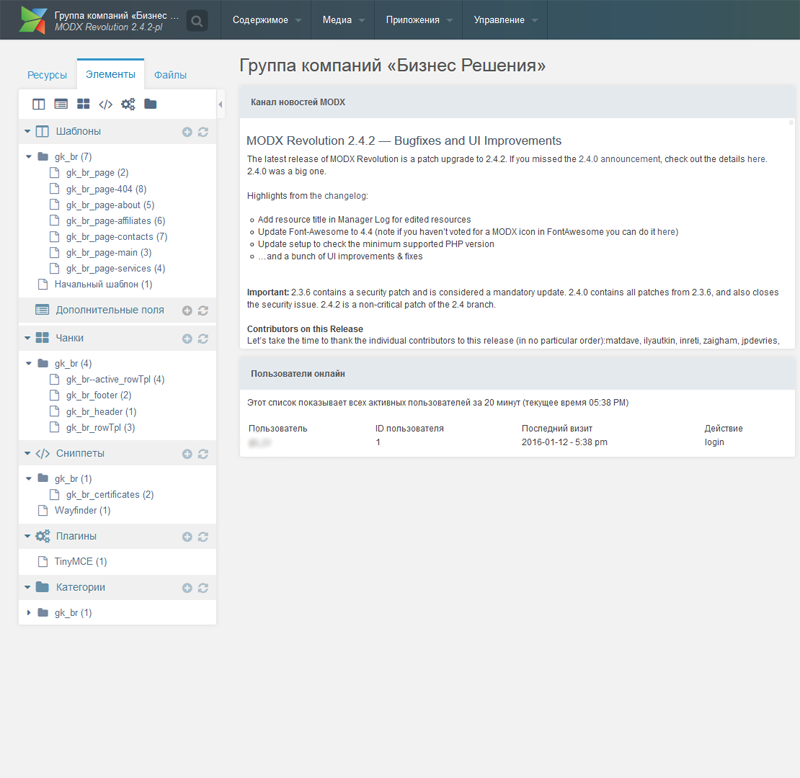 Группа компаний «Бизнес ...
MODX Revolution 2.4.2-pl
Содержимое
Медиа
Приложения
Управление
Ресурсы
Элементы
Файлы
Шаблоны
gk_br (7)
gk_br_page (2)
gk_br_page-404 (8)
gk_br_page-about (5)
gk_br_page-affiliates (6)
gk_br_page-contacts (7)
gk_br_page-main (3)
gk_br_page-services (4)
Начальный шаблон (1)
Дополнительные поля
Чанки
gk_br (4)
gk_br--active_rowTpl (4)
gk_br_footer (2)
gk_br_header (1)
gk_br_rowTpl (3)
Сниппеты
gk_br (1)
gk_br_certificates (2)
Wayfinder (1)
Плагины
TinyMCE (1)
Категории
gk_br (1)
Группа компаний «Бизнес Решения»
Канал новостей MODX
MODX Revolution 2.4.2 — Bugfixes and UI Improvements
The latest release of MODX Revolution is a patch upgrade to 2.4.2. If you missed the 2.4.0 announcement, check out the details here.
2.4.0 was a big one.
Highlights from the changelog:
Add resource title in Manager Log for edited resources
Update Font-Awesome to 4.4 (note if you haven't voted for a MODX icon in FontAwesome you can do it here)
Update setup to check the minimum supported PHP version
…and a bunch of UI improvements & fixes
Important: 2.3.6 contains a security patch and is considered a mandatory update. 2.4.0 contains all patches from 2.3.6, and also closes
the security issue. 2.4.2 is a non-critical patch of the 2.4 branch.
Contributors on this Release
Let's take the time to thank the individual contributors to this release (in no particular order):matdave, ilyautkin, inreti, zaigham, jpdevries,
Пользователи онлайн
Этот список показывает всех активных пользователей за 20 минут (текущее время 05:38 PM)
Пользователь ID пользователя Последний визит Действие
1 2016-01-12 - 5:38 pm login